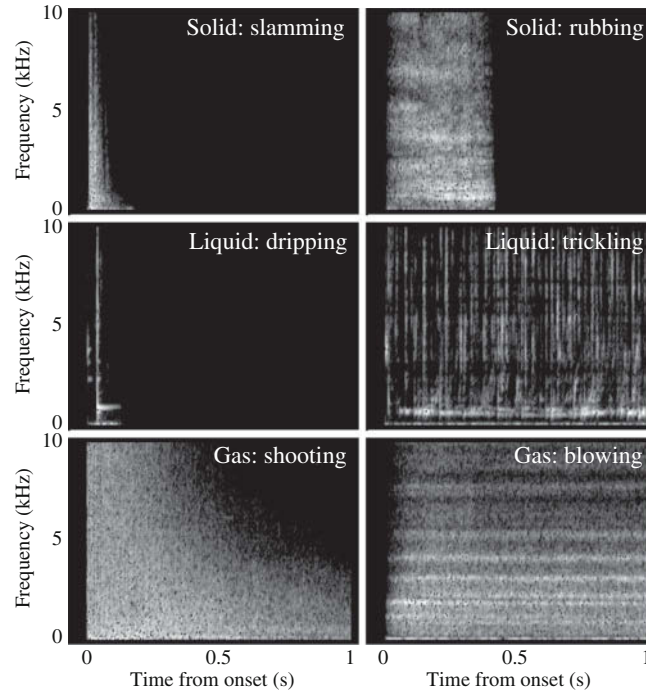 Solid: slamming
Solid: rubbing
10
5
0
Frequency (kHz)
Liquid: dripping
Liquid: trickling
10
5
0
Frequency (kHz)
Gas: shooting
Gas: blowing
10
5
0
Frequency (kHz)
0 0.5 1
0 0.5 1
Time from onset (s)
Time from onset (s)